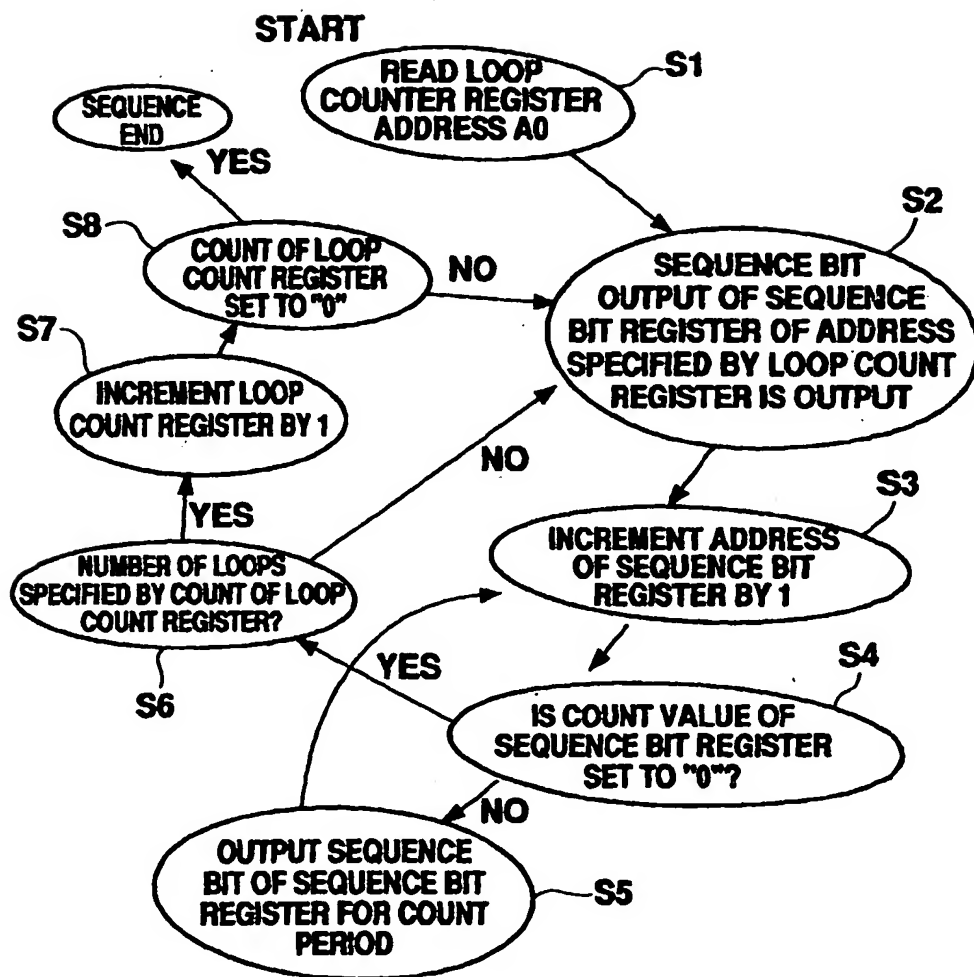 START
READ LOOP
COUNTER REGISTER
ADDRESS A0
S1
SEQUENCE
END
YES
S8
COUNT OF LOOP
COUNT REGISTER
SET TO "0"
NO
S2
SEQUENCE BIT
OUTPUT OF SEQUENCE
BIT REGISTER OF ADDRESS
SPECIFIED BY LOOP COUNT
REGISTER IS OUTPUT
S7
INCREMENT LOOP
COUNT REGISTER BY 1
NO
YES
S3
INCREMENT ADDRESS
OF SEQUENCE BIT
REGISTER BY 1
NUMBER OF LOOPS
SPECIFIED BY COUNT OF LOOP
COUNT REGISTER?
S6
YES
S4
IS COUNT VALUE OF
SEQUENCE BIT REGISTER
SET TO "0"?
NO
OUTPUT SEQUENCE
BIT OF SEQUENCE BIT
REGISTER FOR COUNT
PERIOD
S5